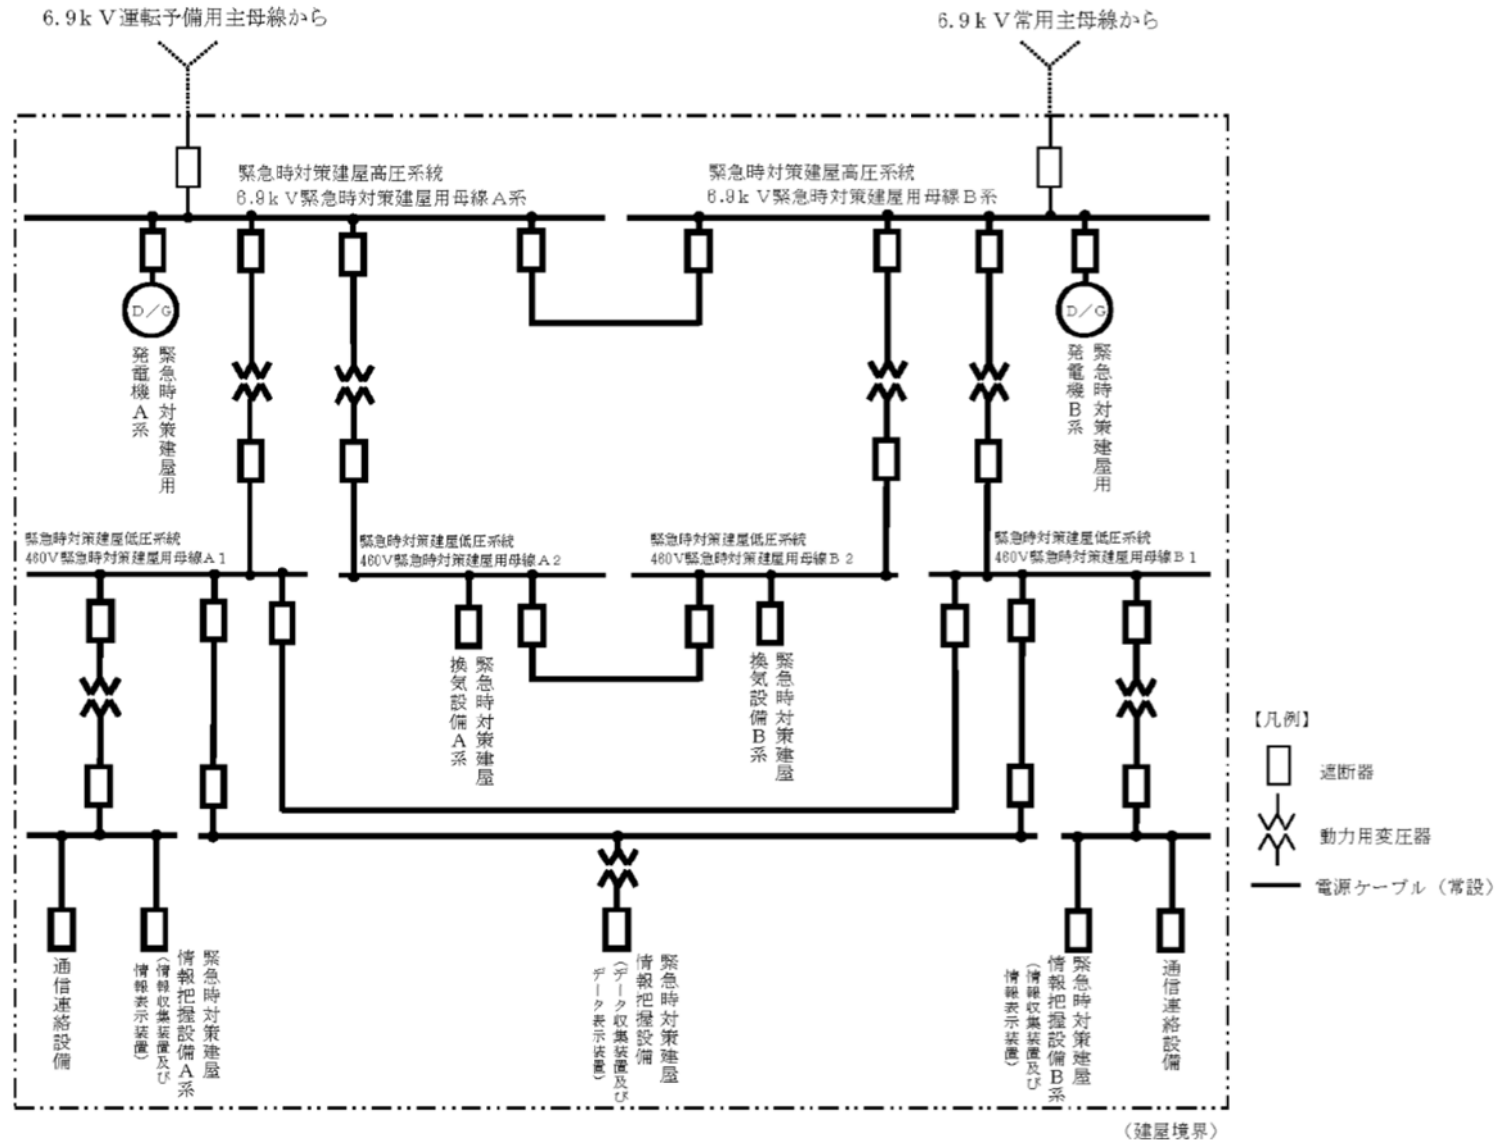 6.9kV運転予備用主母線から
6.9kV常用主母線から
緊急時対策建屋高圧系統
6.9kV緊急時対策建屋用母線A系
緊急時対策建屋高圧系統
6.9kV緊急時対策建屋用母線B系
D/G
D/G
緊急時対策建屋用
発電機A系
緊急時対策建屋用
発電機B系
緊急時対策建屋低圧系統
460V緊急時対策建屋用母線A1
緊急時対策建屋低圧系統
460V緊急時対策建屋用母線A2
緊急時対策建屋低圧系統
460V緊急時対策建屋用母線B2
緊急時対策建屋低圧系統
460V緊急時対策建屋用母線B1
緊急時対策建屋
換気設備A系
緊急時対策建屋
換気設備B系
【凡例】
遮断器
動力用変圧器
電源ケーブル(常設)
通信連絡設備
緊急時対策建屋
情報把握設備A系
(情報収集装置及び
情報表示装置)
緊急時対策建屋
情報把握設備
(データ収集装置及び
データ表示装置)
緊急時対策建屋
情報把握設備B系
(情報収集装置及び
情報表示装置)
通信連絡設備
(建屋境界)